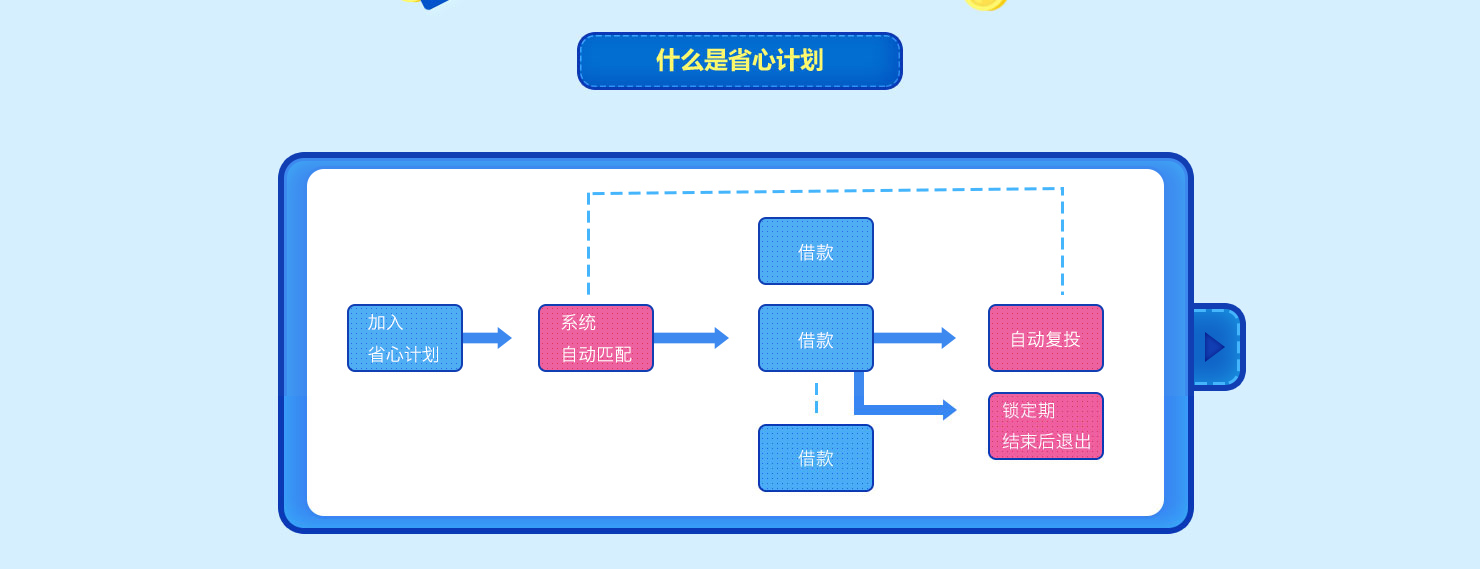 什么是省心计划
借款
加入
省心计划
系统
自动匹配
借款
自动复投
锁定期
结束后退出
借款